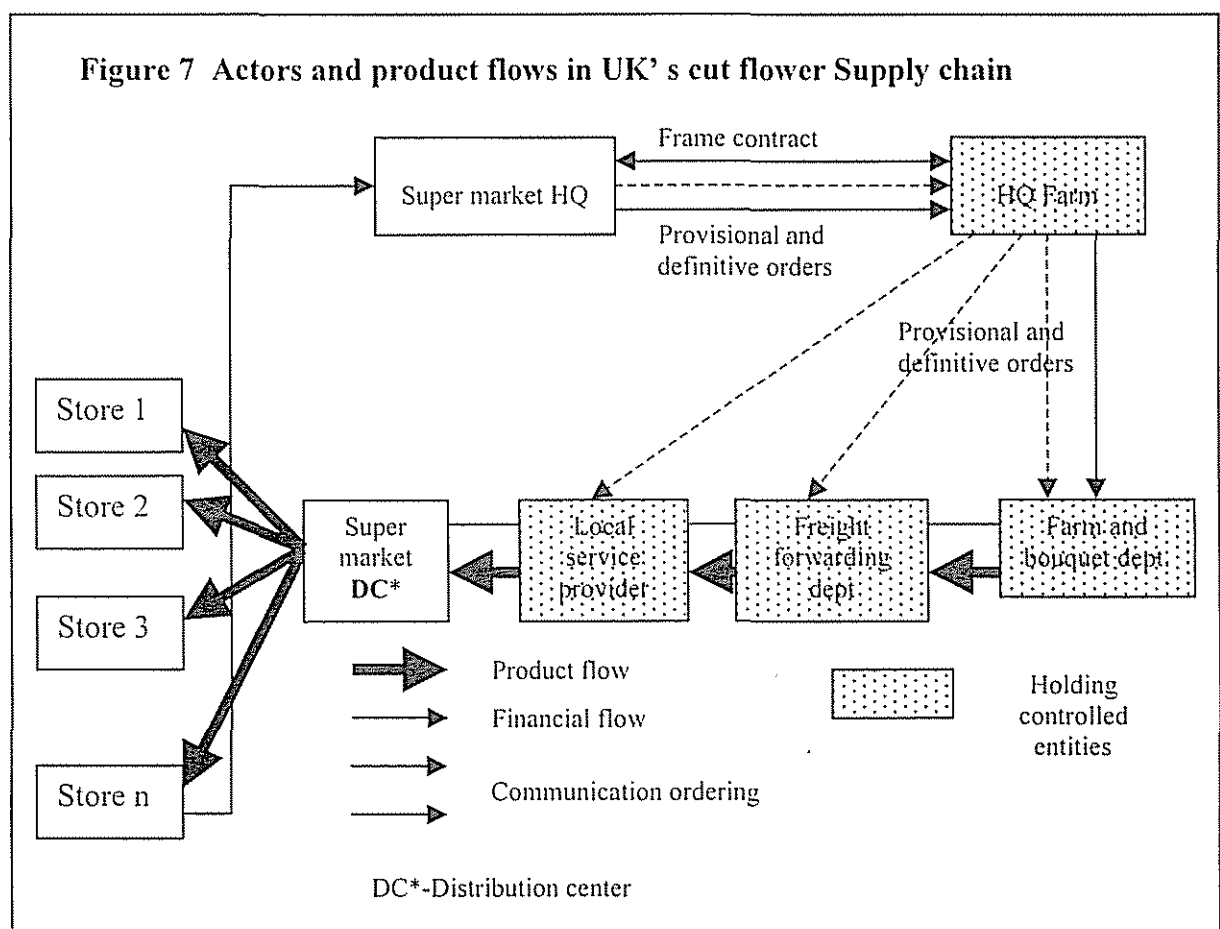 Figure 7 Actors and product flows in UK' s cut flower Supply chain
Frame contract
Super market HQ
HQ Farm
Provisional and
definitive orders
Provisional and
definitive orders
Store 1
Store 2
Store 3
Store n
Super
market
DC*
Local
service
provider
Freight
forwarding
dept
Farm and
bouquet dept.
Product flow
Financial flow
Communication ordering
Holding
controlled
entities
DC*-Distribution center